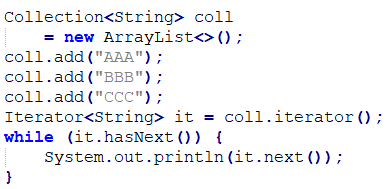 Collection<String> coll
    = new ArrayList<>();
coll.add("AAA");
coll.add("BBB");
coll.add("CCC");
Iterator<String> it = coll.iterator();
while (it.hasNext()) {
    System.out.println(it.next());
}